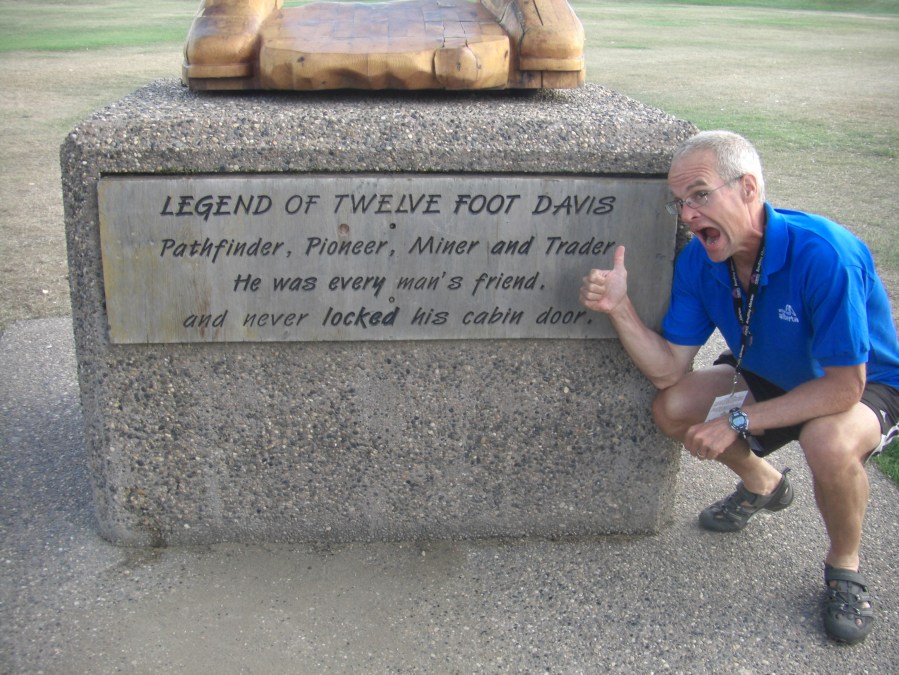 LEGEND OF TWELVE FOOT DAVIS
Pathfinder, Pioneer, Miner and Trader
He was every man's friend.
and never locked his cabin door.